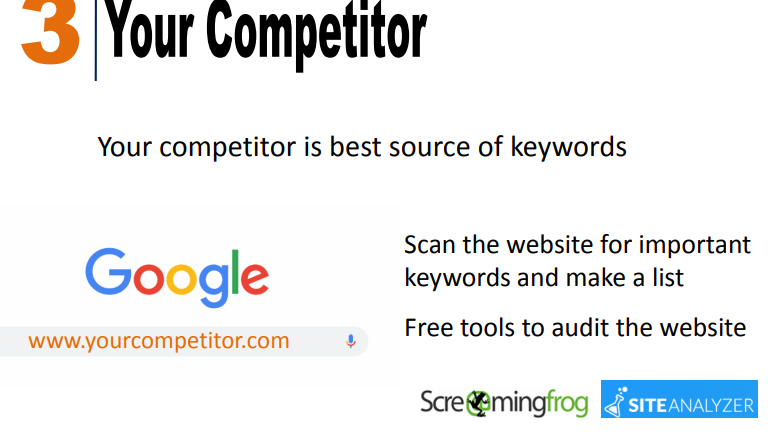 3 Your Competitor
Your competitor is best source of keywords
Google
Scan the website for important
keywords and make a list
www.yourcompetitor.com
Free tools to audit the website
Screamingfrog
SITEANALYZER